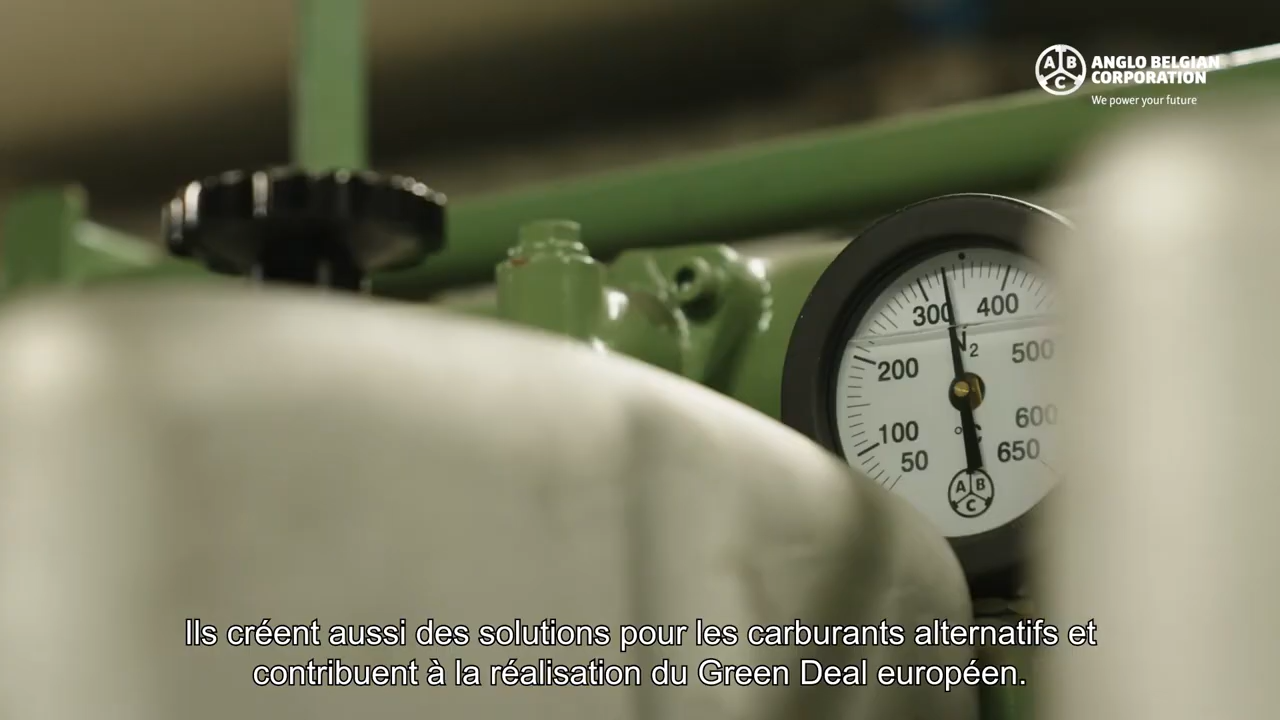 ANGLO BELGIAN
CORPORATION
We power your future
A B C
300 400
N2
200 500
100 °C 600
50 650
A B
C
Ils créent aussi des solutions pour les carburants alternatifs et
contribuent à la réalisation du Green Deal européen.